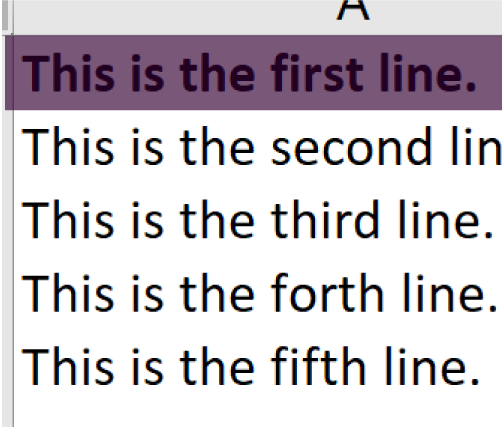 A
This is the first line.
This is the second lin
This is the third line.
This is the forth line.
This is the fifth line.